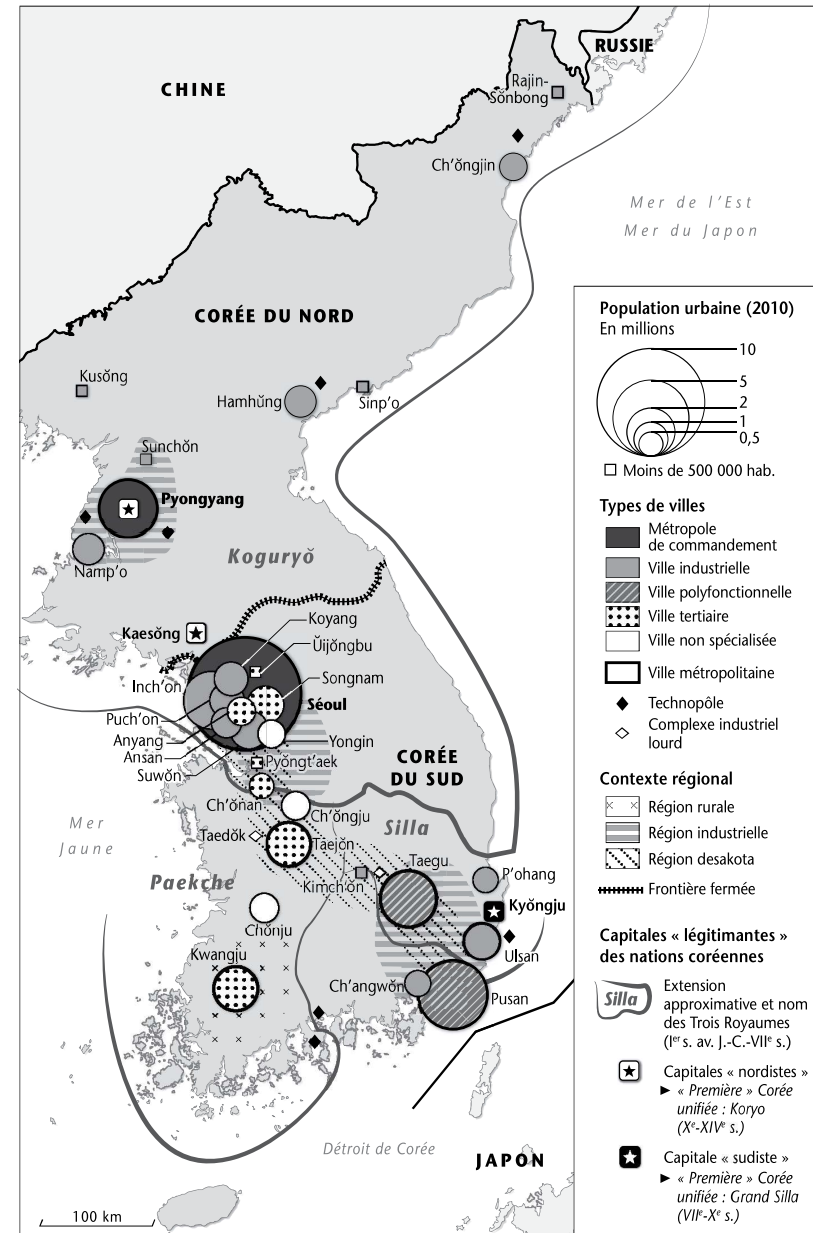 RUSSIE
CHINE
Rajin-
Sŏnbong
Ch'ŏngjin
Mer de l'Est
Mer du Japon
CORÉE DU NORD
Kusŏng
Hamhŭng
Sinp'o
Sunchŏn
Pyongyang
Namp'o
Koguryŏ
Kaesŏng
Koyang
Ŭijŏngbu
Inch'on
Songnam
Séoul
Puch'on
Anyang
Ansan
Suwŏn
Yongin
Pyŏngt'aek
CORÉE
DU SUD
Ch'ŏnan
Ch'ŏngju
Mer
Jaune
Taedŏk
Taejŏn
Silla
Taegu
Kimch'ŏn
P'ohang
Paekche
Kyŏngju
Chŏnju
Ulsan
Kwangju
Ch'angwŏn
Pusan
Détroit de Corée
JAPON
100 km
Population urbaine (2010)
En millions
10
5
2
1
0,5
Moins de 500 000 hab.
Types de villes
Métropole
de commandement
Ville industrielle
Ville polyfonctionnelle
Ville tertiaire
Ville non spécialisée
Ville métropolitaine
Technopôle
Complexe industriel
lourd
Contexte régional
Région rurale
Région industrielle
Région desakota
Frontière fermée
Capitales « légitimantes »
des nations coréennes
Silla
Extension
approximative et nom
des Trois Royaumes
(Ier s. av. J.-C.-VIIe s.)
Capitales « nordistes »
► « Première » Corée
unifiée : Koryo
(Xe-XIVe s.)
Capitale « sudiste »
► « Première » Corée
unifiée : Grand Silla
(VIIe-Xe s.)